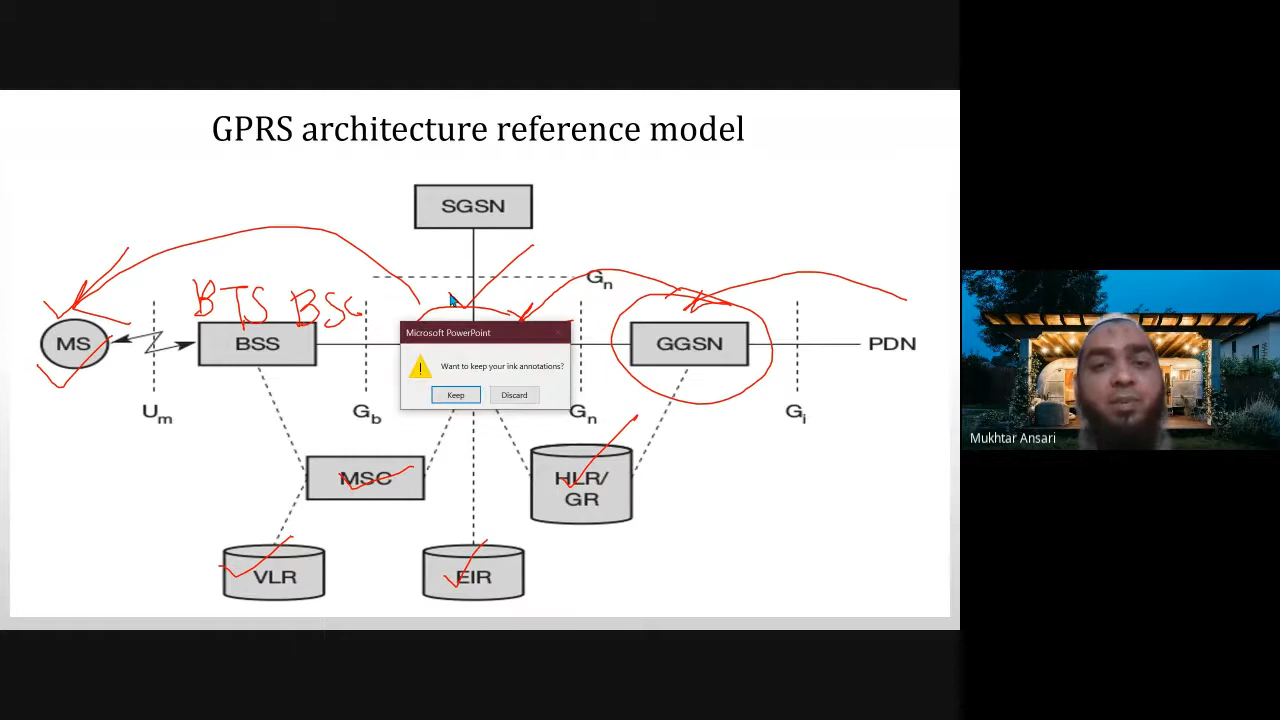 GPRS architecture reference model
SGSN
Gn
BTS BSC
MS
BSS
GGSN
PDN
Um
Gb
Gn
Gi
Microsoft PowerPoint
Want to keep your ink annotations?
Keep
Discard
MSC
HLR/
GR
VLR
EIR
Mukhtar Ansari